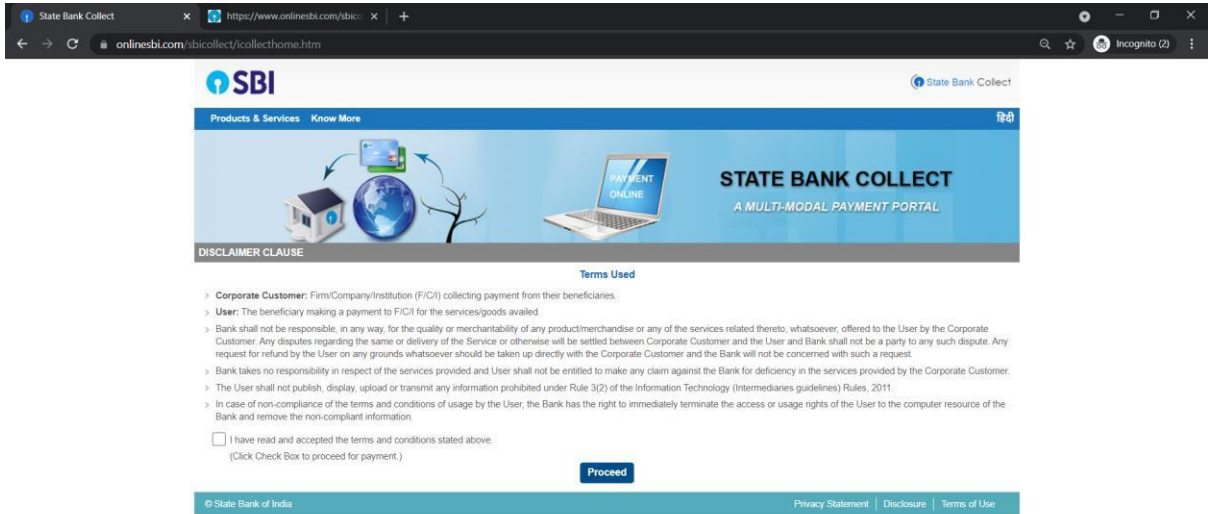 State Bank Collect
https://www.onlinesbi.com/sbico
onlinesbi.com/sbicollect/icollecthome.htm
Incognito (2)
SBI
State Bank Collect
Products & Services Know More
हिंदी
PAYMENT
ONLINE
STATE BANK COLLECT
A MULTI-MODAL PAYMENT PORTAL
DISCLAIMER CLAUSE
Terms Used
Corporate Customer: Firm/Company/Institution (F/C/I) collecting payment from their beneficiaries.
User: The beneficiary making a payment to F/C/I for the services/goods availed.
Bank shall not be responsible, in any way, for the quality or merchantability of any product/merchandise or any of the services related thereto, whatsoever, offered to the User by the Corporate
Customer. Any disputes regarding the same or delivery of the Service or otherwise will be settled between Corporate Customer and the User and Bank shall not be a party to any such dispute. Any
request for refund by the User on any grounds whatsoever should be taken up directly with the Corporate Customer and the Bank will not be concerned with such a request.
Bank takes no responsibility in respect of the services provided and User shall not be entitled to make any claim against the Bank for deficiency in the services provided by the Corporate Customer.
The User shall not publish, display, upload or transmit any information prohibited under Rule 3(2) of the Information Technology (Intermediaries guidelines) Rules, 2011.
In case of non-compliance of the terms and conditions of usage by the User, the Bank has the right to immediately terminate the access or usage rights of the User to the computer resource of the
Bank and remove the non-compliant information.
I have read and accepted the terms and conditions stated above.
(Click Check Box to proceed for payment.)
Proceed
© State Bank of India
Privacy Statement | Disclosure | Terms of Use